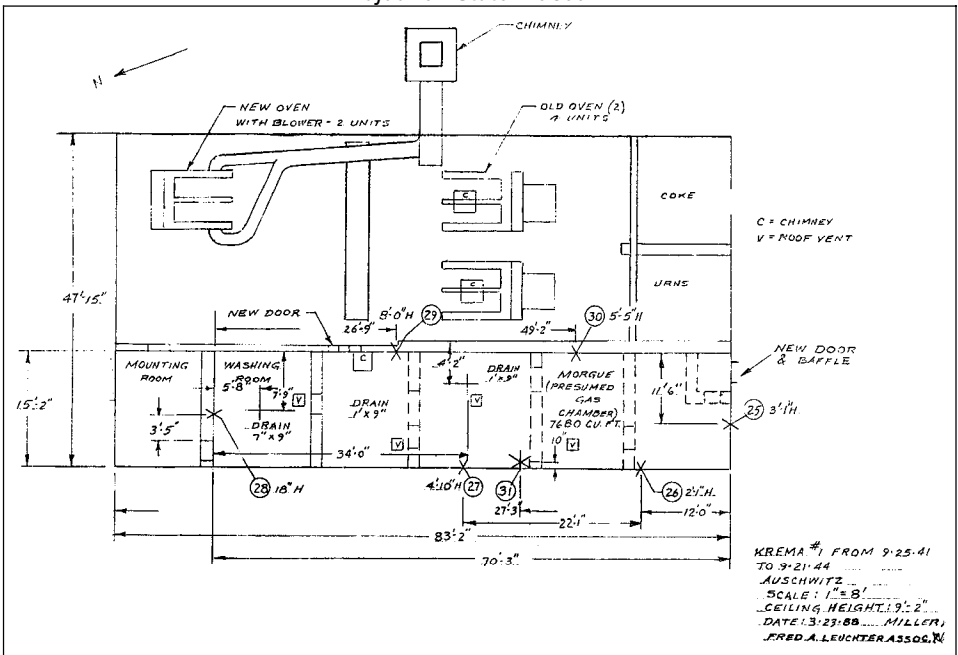 CHIMNEY
N
NEW OVEN
WITH BLOWER - 2 UNITS
OLD OVEN (2)
4 UNITS
C
COKE
C = CHIMNEY
V = ROOF VENT
C
URNS
47'-15"
NEW DOOR
26'-9"
8'-0"H
29
49'-2"
30 5'-5"H
NEW DOOR
& BAFFLE
MOUNTING
ROOM
WASHING
ROOM
5'-8"
7'-9"
V
DRAIN
7" X 9"
C
DRAIN
1' X 9"
V
4'-2"
DRAIN
1' X 9"
V
MORGUE
(PRESUMED
GAS
CHAMBER)
7680 CU. FT.
10"
V
11'-6"
25 3'-1"H.
15'-2"
3'-5"
34'-0"
28 18"H
4'-10"H 27
31
27'-3"
26 2'-1"H.
22'-1"
12'-0"
83'-2"
70'-3"
KREMA #1 FROM 9-25-41
TO 9-21-44
AUSCHWITZ
SCALE: 1"=8'
CEILING HEIGHT: 9'-2"
DATE: 3-23-88 MILLER,
FRED A. LEUCHTER ASSOC.